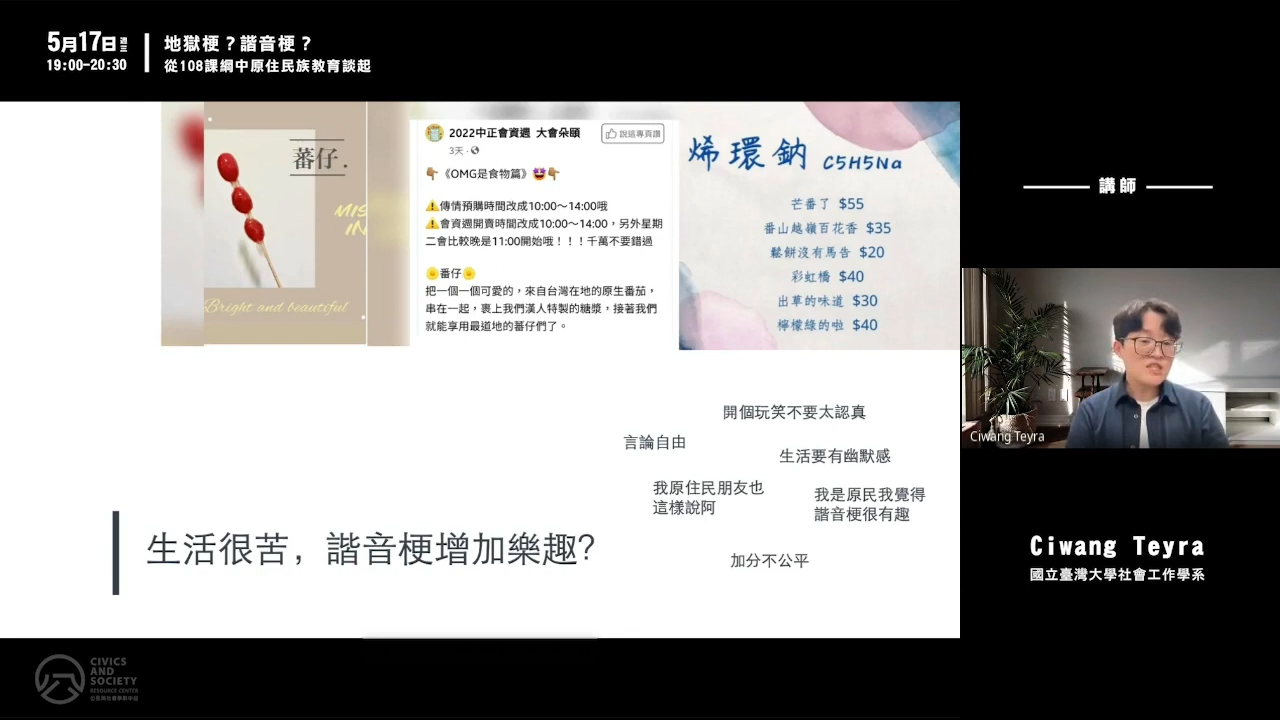 5月17日 週三
19:00-20:30
地獄梗？諧音梗？
從108課綱中原住民族教育談起
蕃仔.
MIS
IN
Bright and beautiful
2022中正會資週 大會朵頤
說這專頁讚
3天
《OMG是食物篇》
傳情預購時間改成10:00～14:00哦
會資週開賣時間改成10:00～14:00，另外星期
二會比較晚是11:00開始哦！！！千萬不要錯過
番仔
把一個一個可愛的，來自台灣在地的原生番茄，
串在一起，裹上我們漢人特製的糖漿，接著我們
就能享用最道地的蕃仔們了。
烯環鈉 C5H5Na
芒番了 $55
番山越嶺百花香 $35
鬆餅沒有馬告 $20
彩虹橋 $40
出草的味道 $30
檸檬綠的啦 $40
開個玩笑不要太認真
言論自由
生活要有幽默感
我原住民朋友也
這樣說阿
我是原民我覺得
諧音梗很有趣
加分不公平
生活很苦，諧音梗增加樂趣?
講師
Ciwang Teyra
Ciwang Teyra
國立臺灣大學社會工作學系
CIVICS
AND
SOCIETY
RESOURCE CENTER